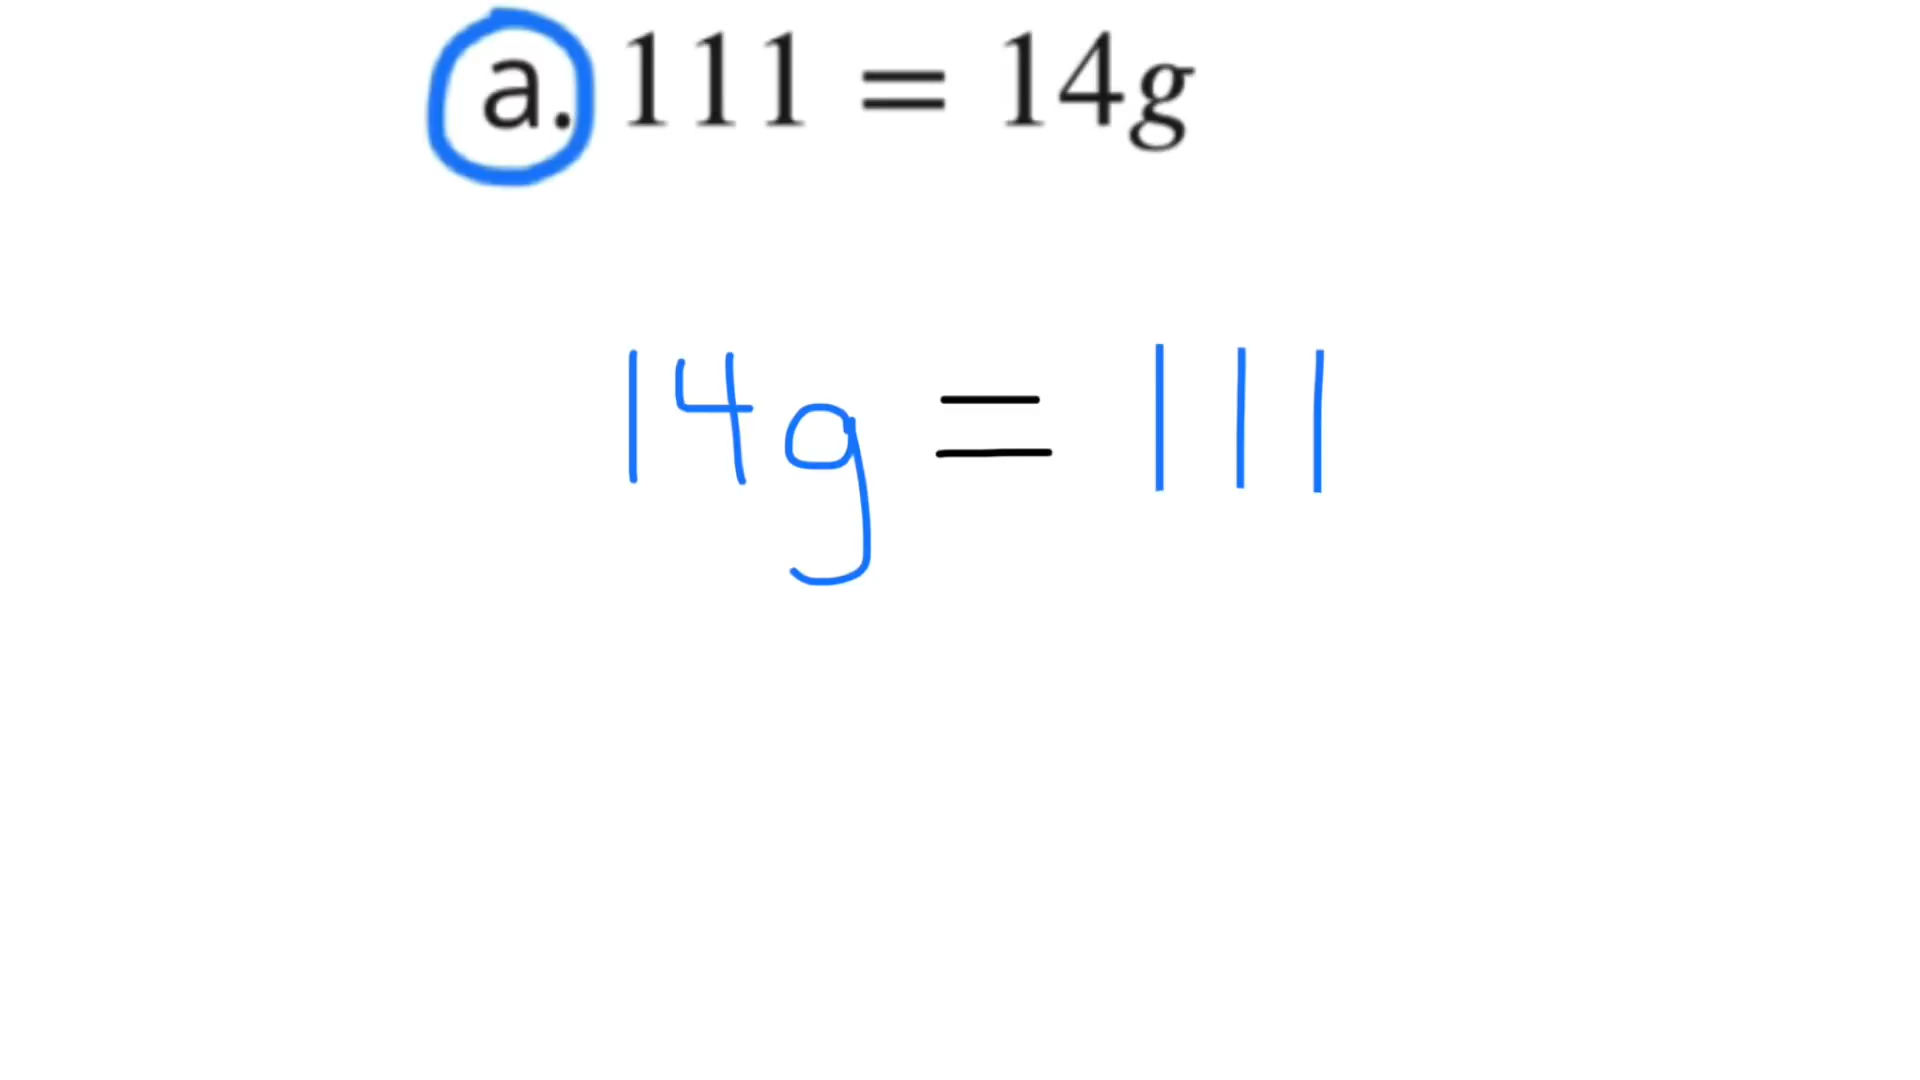 a. 111 = 14g
14g = 111